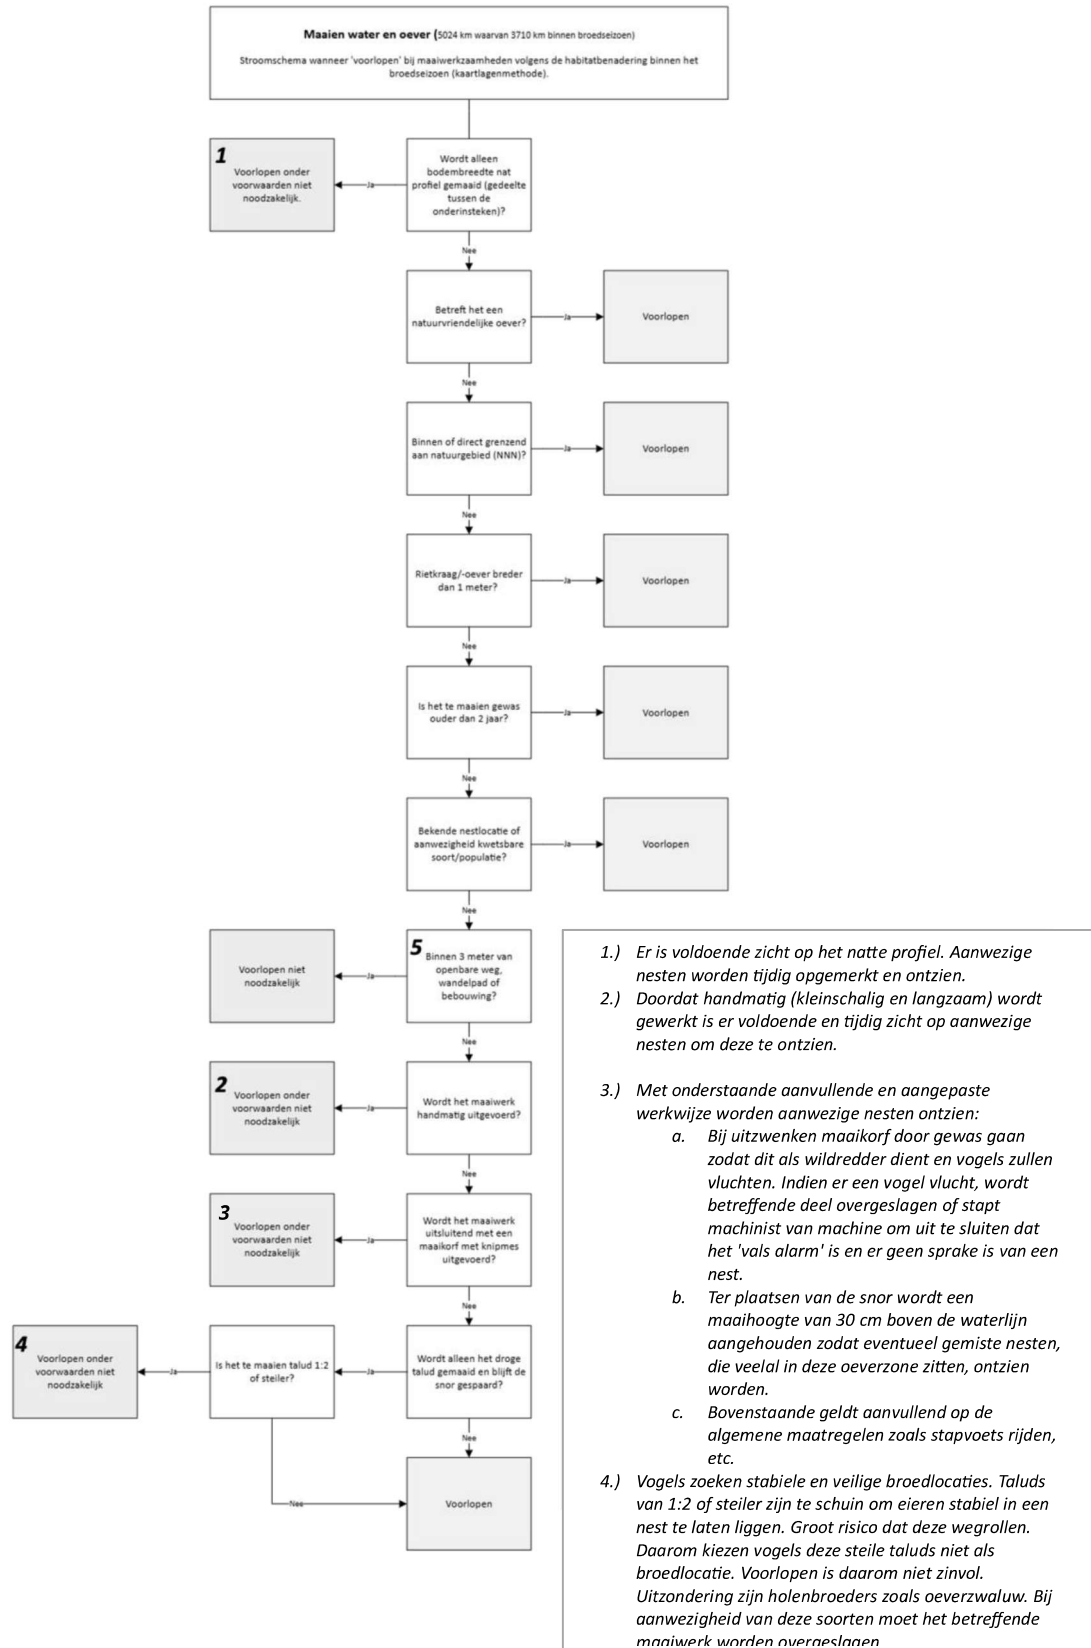 Maaien water en oever (5024 km waarvan 3710 km binnen broedseizoen)
Stroomschema wanneer 'voorlopen' bij maaiwerkzaamheden volgens de habitatbenadering binnen het
broedseizoen (kaartlagenmethode).
1
Voorlopen onder
voorwaarden niet
noodzakelijk.
Ja
Wordt alleen
bodembreedte nat
profiel gemaaid (gedeelte
tussen de
onderinsteken)?
Nee
Betreft het een
natuurvriendelijke oever?
Ja
Voorlopen
Nee
Binnen of direct grenzend
aan natuurgebied (NNN)?
Ja
Voorlopen
Nee
Rietkraag/-oever breder
dan 1 meter?
Ja
Voorlopen
Nee
Is het te maaien gewas
ouder dan 2 jaar?
Ja
Voorlopen
Nee
Bekende nestlocatie of
aanwezigheid kwetsbare
soort/populatie?
Ja
Voorlopen
Nee
Voorlopen niet
noodzakelijk
Ja
5
Binnen 3 meter van
openbare weg,
wandelpad of
bebouwing?
Nee
2
Voorlopen onder
voorwaarden niet
noodzakelijk
Ja
Wordt het maaiwerk
handmatig uitgevoerd?
Nee
3
Voorlopen onder
voorwaarden niet
noodzakelijk
Ja
Wordt het maaiwerk
uitsluitend met een
maaikorf met knipmes
uitgevoerd?
Nee
4
Voorlopen onder
voorwaarden niet
noodzakelijk
Ja
Is het te maaien talud 1:2
of steiler?
Ja
Wordt alleen het droge
talud gemaaid en blijft de
snor gespaard?
Nee
Nee
Voorlopen
1.) Er is voldoende zicht op het natte profiel. Aanwezige
nesten worden tijdig opgemerkt en ontzien.
2.) Doordat handmatig (kleinschalig en langzaam) wordt
gewerkt is er voldoende en tijdig zicht op aanwezige
nesten om deze te ontzien.
3.) Met onderstaande aanvullende en aangepaste
werkwijze worden aanwezige nesten ontzien:
a. Bij uitzwenken maaikorf door gewas gaan
zodat dit als wildredder dient en vogels zullen
vluchten. Indien er een vogel vlucht, wordt
betreffende deel overgeslagen of stapt
machinist van machine om uit te sluiten dat
het 'vals alarm' is en er geen sprake is van een
nest.
b. Ter plaatsen van de snor wordt een
maaihoogte van 30 cm boven de waterlijn
aangehouden zodat eventueel gemiste nesten,
die veelal in deze oeverzone zitten, ontzien
worden.
c. Bovenstaande geldt aanvullend op de
algemene maatregelen zoals stapvoets rijden,
etc.
4.) Vogels zoeken stabiele en veilige broedlocaties. Taluds
van 1:2 of steiler zijn te schuin om eieren stabiel in een
nest te laten liggen. Groot risico dat deze wegrollen.
Daarom kiezen vogels deze steile taluds niet als
broedlocatie. Voorlopen is daarom niet zinvol.
Uitzondering zijn holenbroeders zoals oeverzwaluw. Bij
aanwezigheid van deze soorten moet het betreffende
maaiwerk worden overgeslagen